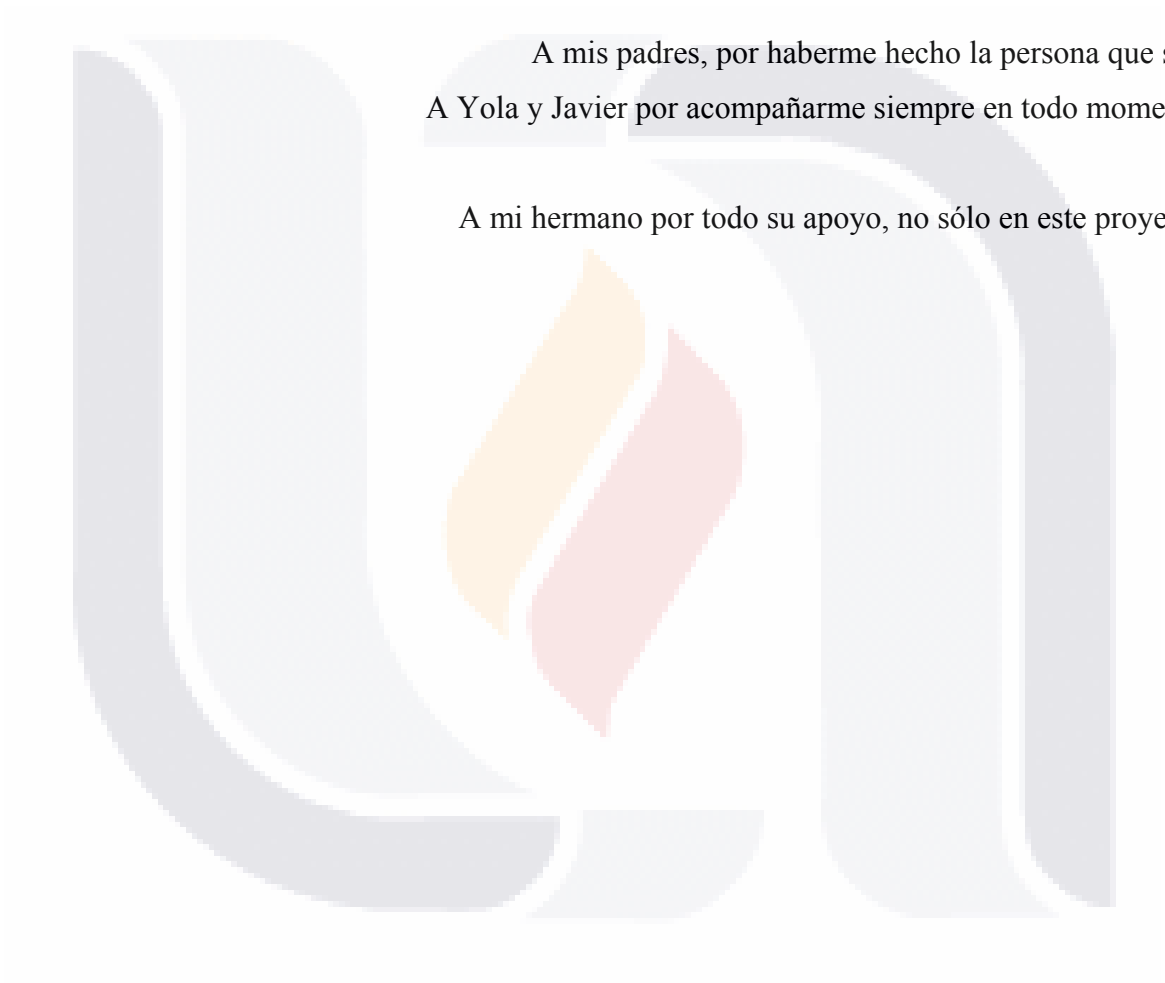 A mis padres, por haberme hecho la persona que
A Yola y Javier por acompañarme siempre en todo
A mi hermano por todo su apoyo, no sólo en este